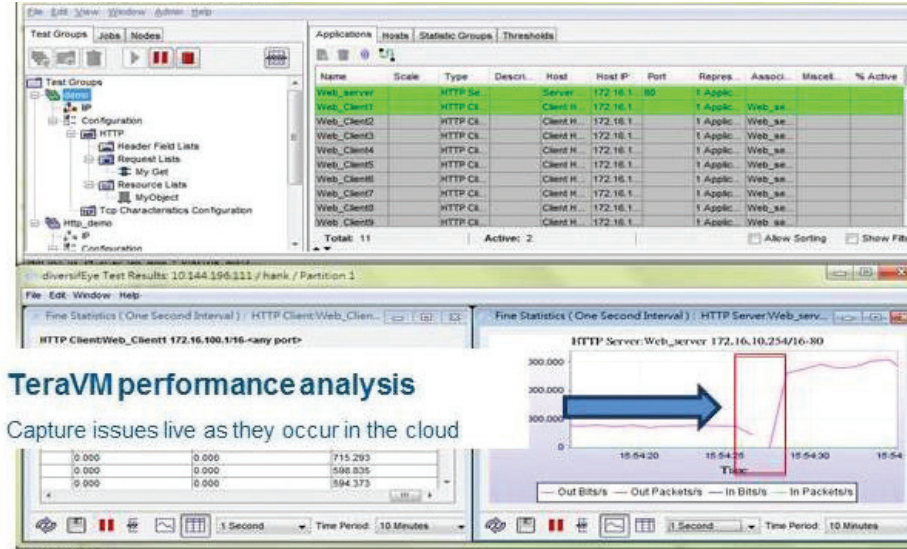 File Edit View Window Admin Help
Test Groups Jobs Nodes
Applications Hosts Statistic Groups Thresholds
Name Scale Type Descri... Host Host IP Port Repres... Associ... Miscell... % Active
Test Groups
demo
IP
Configuration
HTTP
Header Field Lists
Request Lists
My Get
Resource Lists
MyObject
Tcp Characteristics Configuration
Http_demo
IP
Configuration
Web_server HTTP Se... Server 172.16.1... 80 1 Applic...
Web_Client1 HTTP Cli... Client H... 172.16.1... 1 Applic... Web_se...
Web_Client2 HTTP Cli... Client H... 172.16.1... 1 Applic... Web_se...
Web_Client3 HTTP Cli... Client H... 172.16.1... 1 Applic... Web_se...
Web_Client4 HTTP Cli... Client H... 172.16.1... 1 Applic... Web_se...
Web_Client5 HTTP Cli... Client H... 172.16.1... 1 Applic... Web_se...
Web_Client6 HTTP Cli... Client H... 172.16.1... 1 Applic... Web_se...
Web_Client7 HTTP Cli... Client H... 172.16.1... 1 Applic... Web_se...
Web_Client8 HTTP Cli... Client H... 172.16.1... 1 Applic... Web_se...
Web_Client9 HTTP Cli... Client H... 172.16.1... 1 Applic... Web_se...
Total: 11 Active: 2 Allow Sorting Show Filt
diversifEye Test Results: 10.144.196.111 / hank / Partition 1
File Edit Window Help
Fine Statistics ( One Second Interval ) : HTTP Client:Web_Clien...
HTTP Client:Web_Client1 172.16.100.1/16-<any port>
TeraVM performance analysis
Capture issues live as they occur in the cloud
0.000 0.000 715.293
0.000 0.000 598.835
0.000 0.000 594.373
1 Second Time Period: 10 Minutes
Fine Statistics ( One Second Interval ) : HTTP Server:Web_serv...
HTTP Server:Web_server 172.16.10.254/16-80
300,000
200,000
100,000
0
15:54:20 15:54:25 15:54:30 15:54
Time
Out Bits/s Out Packets/s In Bits/s In Packets/s
1 Second Time Period: 10 Minutes